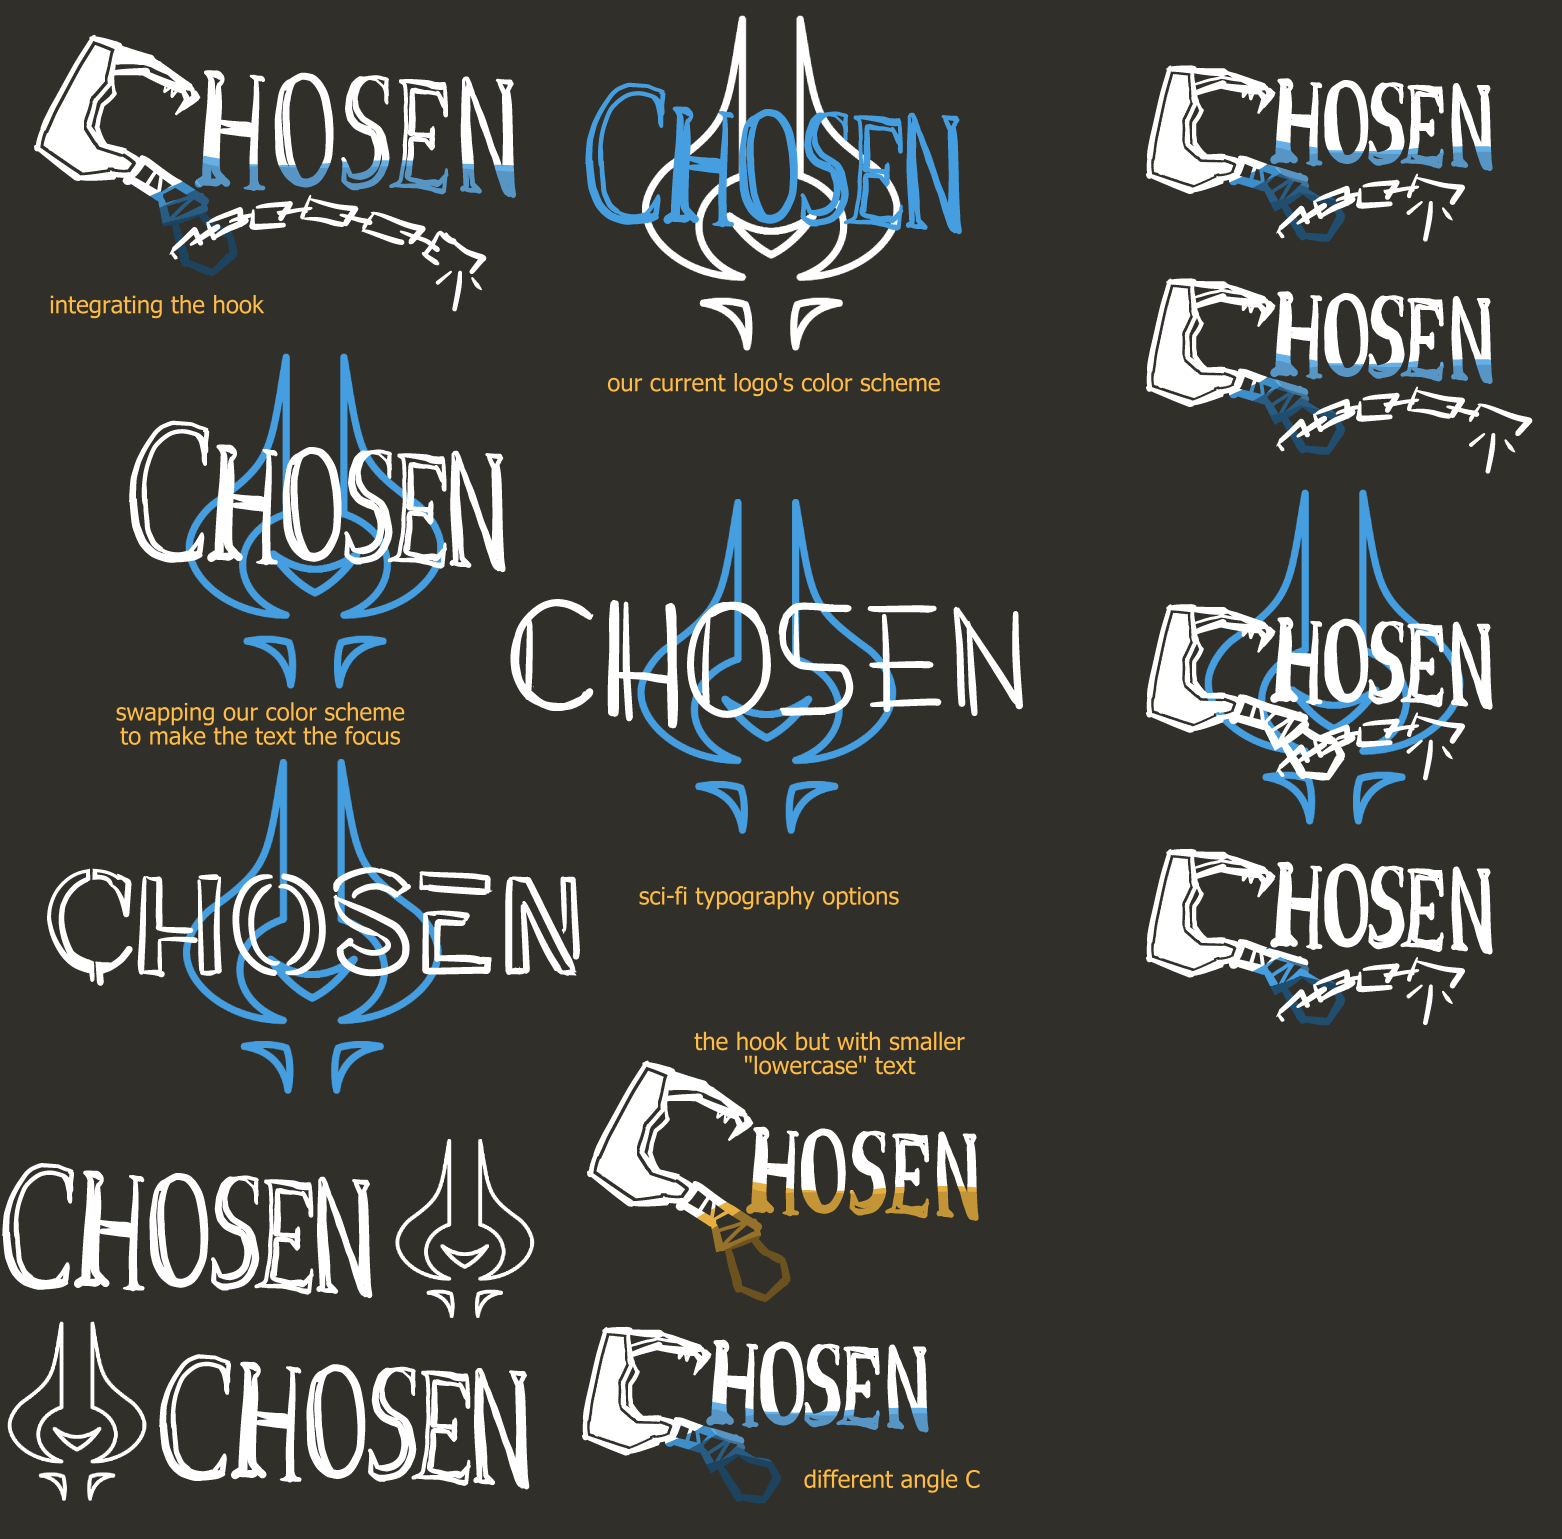 CHOSEN
integrating the hook
CHOSEN
our current logo's color scheme
CHOSEN
CHOSEN
CHOSEN
swapping our color scheme
to make the text the focus
CHOSEN
CHOSEN
CHOSEN
sci-fi typography options
CHOSEN
the hook but with smaller
"lowercase" text
CHOSEN
CHOSEN
CHOSEN
CHOSEN
different angle C